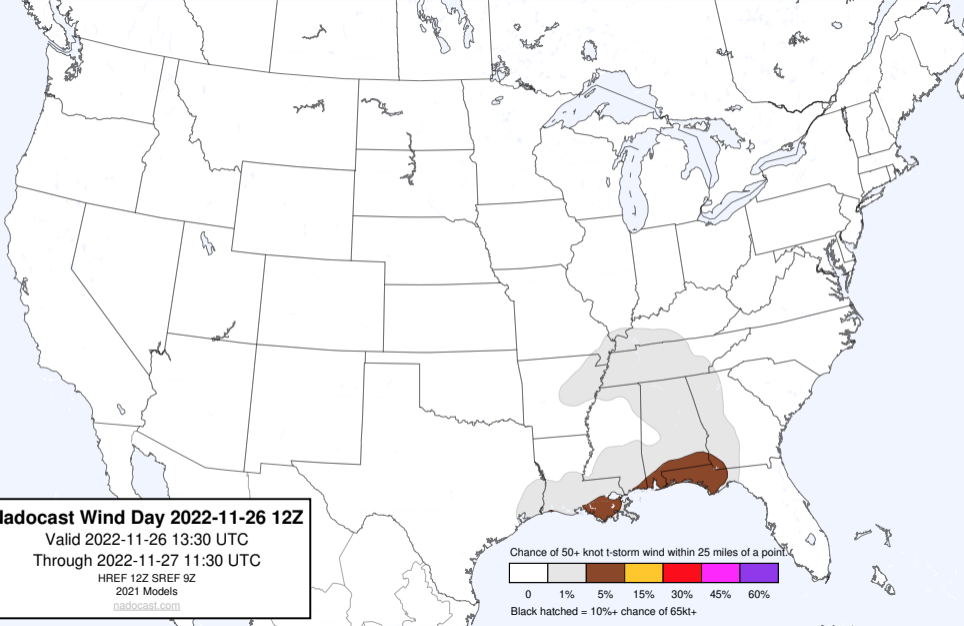 adocast Wind Day 2022-11-26 12Z
Valid 2022-11-26 13:30 UTC
Through 2022-11-27 11:30 UTC
HREF 12Z SREF 9Z
2021 Models
nadocast.com
Chance of 50+ knot t-storm wind within 25 miles of a point.
0 1% 5% 15% 30% 45% 60%
Black hatched = 10%+ chance of 65kt+